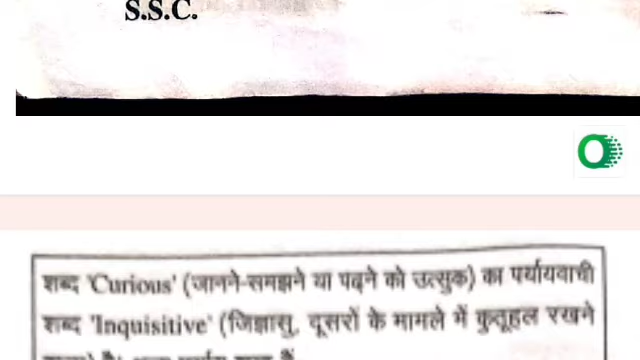 S.S.C.
शब्द 'Curious' (जानने-समझने या पढ़ने को उत्सुक) का पर्यायवाची
शब्द 'Inquisitive' (जिज्ञासु, दूसरों के मामले में कुतूहल रखने